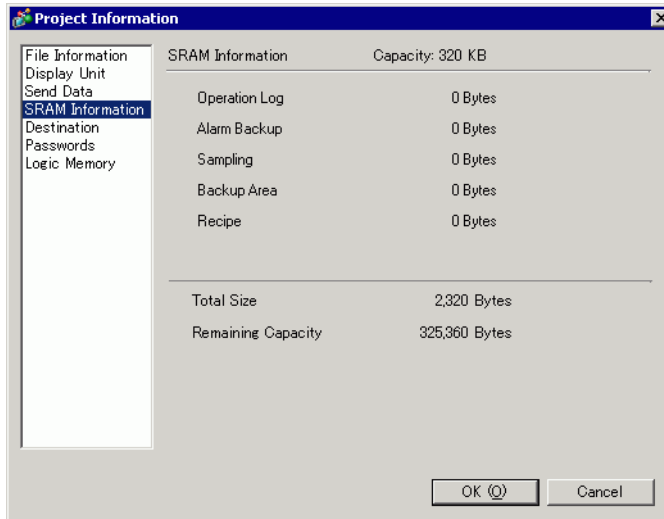 Project Information
File Information
Display Unit
Send Data
SRAM Information
Destination
Passwords
Logic Memory
SRAM Information Capacity: 320 KB
Operation Log 0 Bytes
Alarm Backup 0 Bytes
Sampling 0 Bytes
Backup Area 0 Bytes
Recipe 0 Bytes
Total Size 2,320 Bytes
Remaining Capacity 325,360 Bytes
OK (O) Cancel